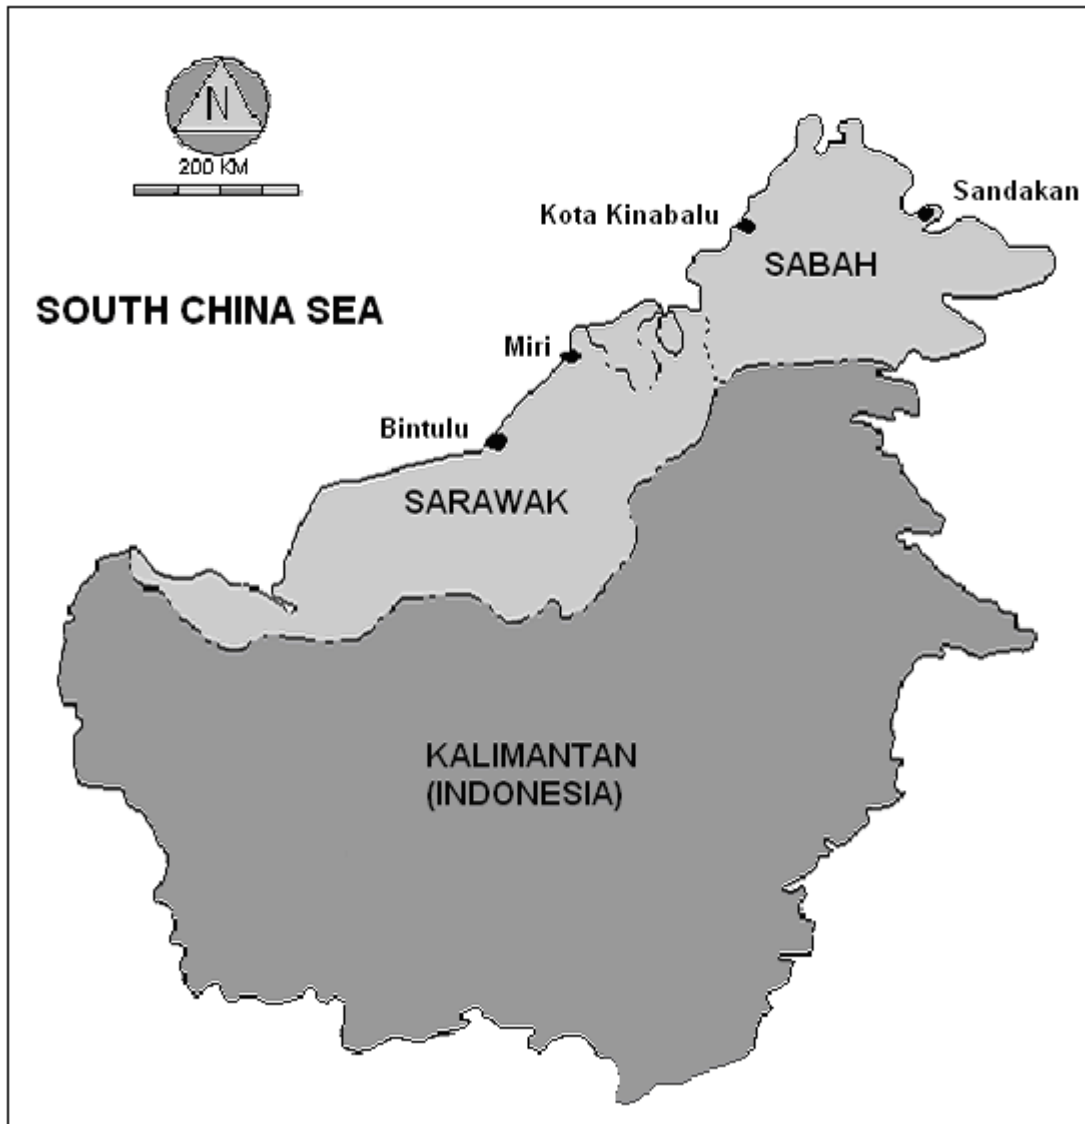 N
200 KM
Sandakan
Kota Kinabalu
SABAH
SOUTH CHINA SEA
Miri
Bintulu
SARAWAK
KALIMANTAN
(INDONESIA)